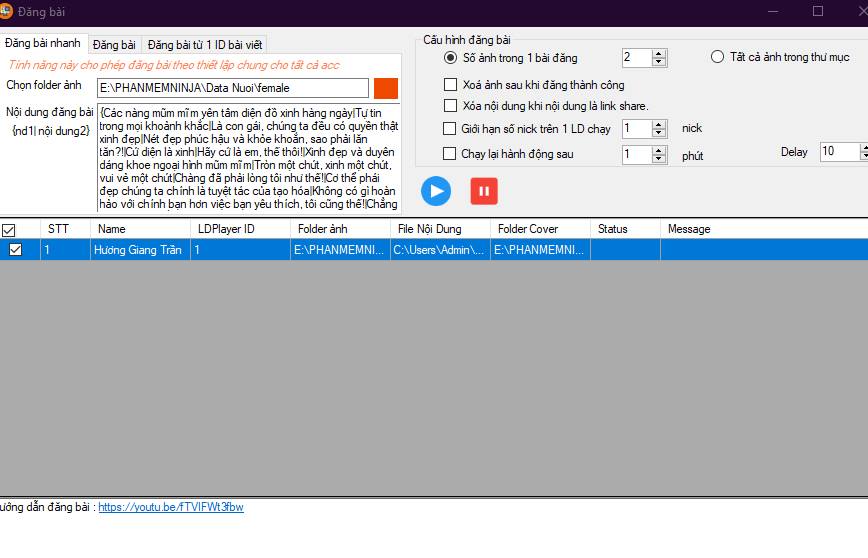 Đăng bài
Đăng bài nhanh
Đăng bài
Đăng bài từ 1 ID bài viết
Tính năng này cho phép đăng bài theo thiết lập chung cho tất cả acc
Chọn folder ảnh
E:\PHANMEMNINJA\Data Nuoi\female
Nội dung đăng bài
{nd1| nội dung2}
{Các nàng mũm mĩm yên tâm diện đồ xinh hàng ngày|Tự tin
trong mọi khoảnh khắc|Là con gái, chúng ta đều có quyền thật
xinh đẹp|Nét đẹp phúc hậu và khỏe khoắn, sao phải lăn
tăn?!|Cứ diện là xinh|Hãy cứ là em, thế thôi!|Xinh đẹp và duyên
dáng khoe ngoại hình mũm mĩm|Tròn một chút, xinh một chút,
vui vẻ một chút|Chàng đã phải lòng tôi như thế!|Cơ thể phái
đẹp chúng ta chính là tuyệt tác của tạo hóa|Không có gì hoàn
hảo với chính bạn hơn việc bạn yêu thích, tôi cũng thế!|Chẳng
Cấu hình đăng bài
Số ảnh trong 1 bài đăng
2
Tất cả ảnh trong thư mục
Xoá ảnh sau khi đăng thành công
Xóa nội dung khi nội dung là link share.
Giới hạn số nick trên 1 LD chạy
1
nick
Chạy lại hành động sau
1
phút
Delay
10
STT
Name
LDPlayer ID
Folder ảnh
File Nội Dung
Folder Cover
Status
Message
1
Hương Giang Trần
1
E:\PHANMEMNI...
C:\Users\Admin\...
E:\PHANMEMNI...
ướng dẫn đăng bài : https://youtu.be/fTVIFWt3fbw